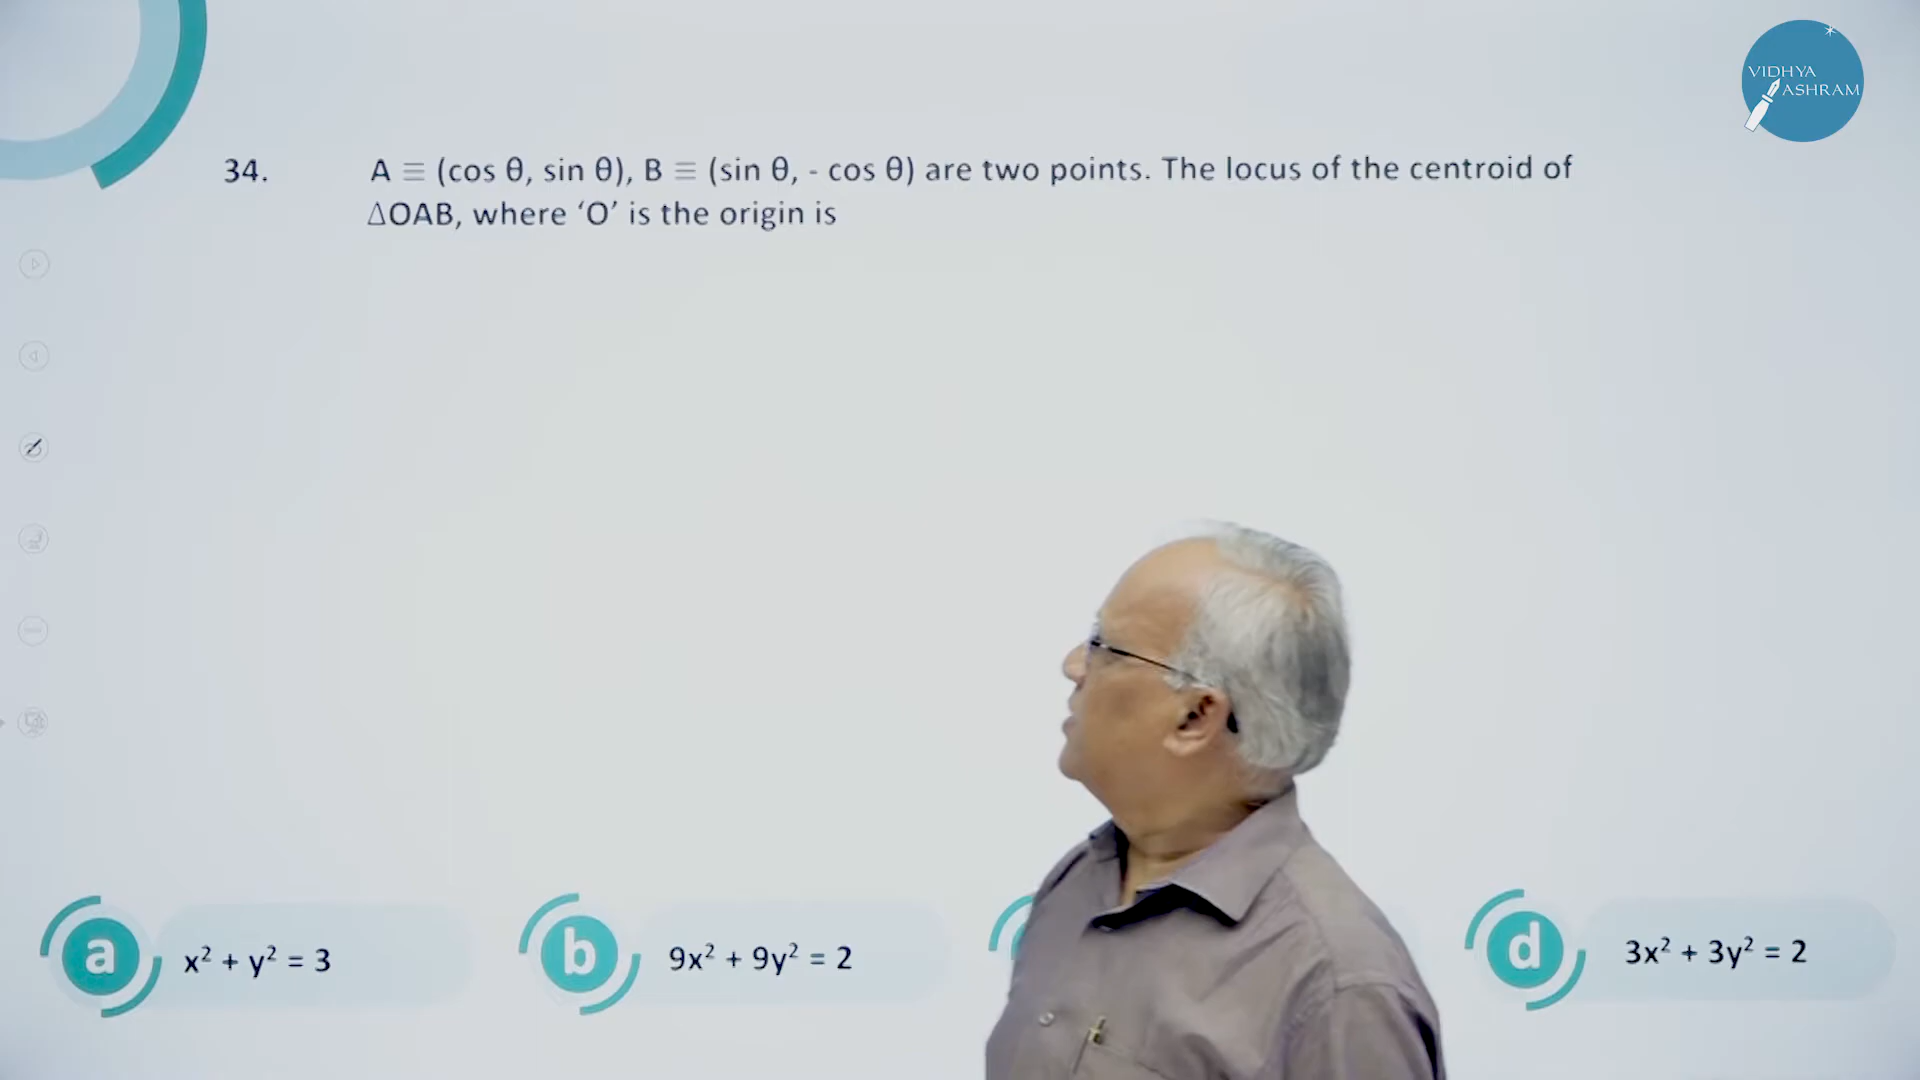 VIDHYA
ASHRAM
34. A ≡ (cos θ, sin θ), B ≡ (sin θ, - cos θ) are two points. The locus of the centroid of
ΔOAB, where ‘O’ is the origin is
a x² + y² = 3
b 9x² + 9y² = 2
d 3x² + 3y² = 2